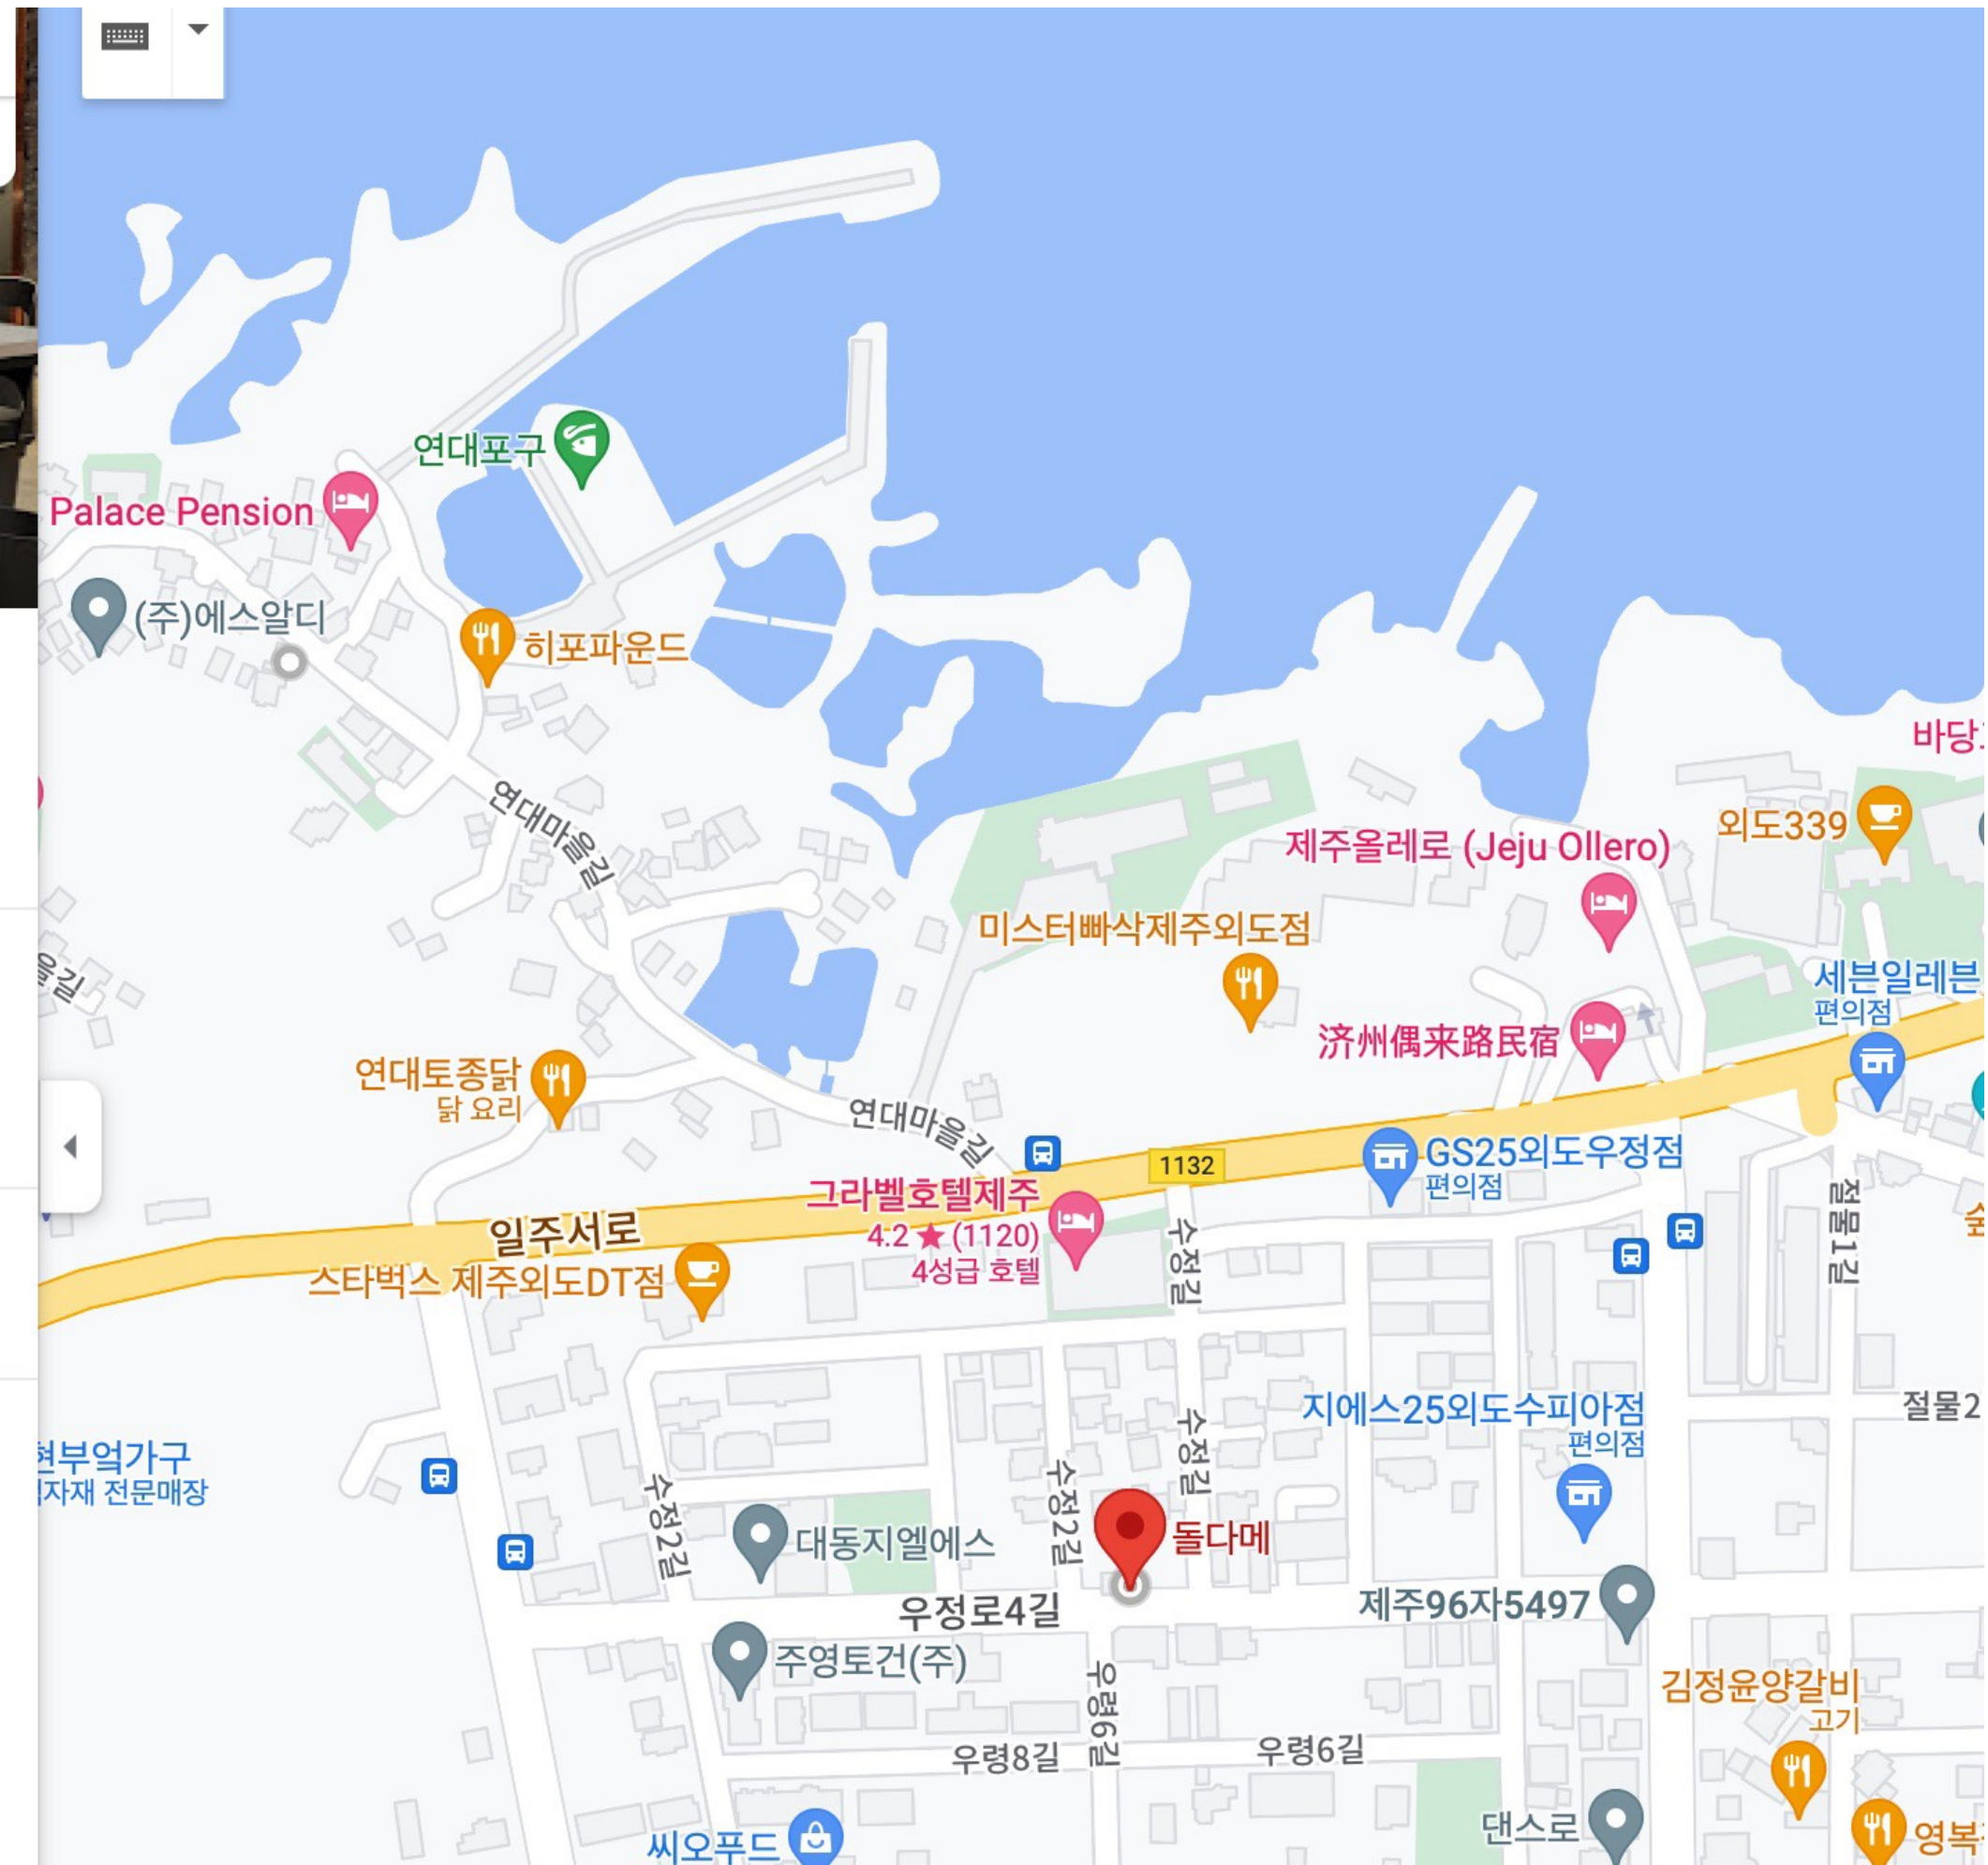 연대포구
Palace Pension
(주)에스알디
히포파운드
바당
연대마을길
외도339
제주올레로 (Jeju Ollero)
미스터빠삭제주외도점
을길
세븐일레븐
편의점
济州偶来路民宿
연대토종닭
닭 요리
연대마을길
1132
GS25외도우정점
편의점
그라벨호텔제주
4.2 ★ (1120)
4성급 호텔
일주서로
스타벅스 제주외도DT점
수정길
절물1길
지에스25외도수피아점
편의점
절물2
현부엌가구
자재 전문매장
수정2길
수정2길
수정길
대동지엘에스
돌다메
우정로4길
제주96자5497
주영토건(주)
우령6길
김정윤양갈비
고기
우령8길
우령6길
씨오푸드
댄스로
영복